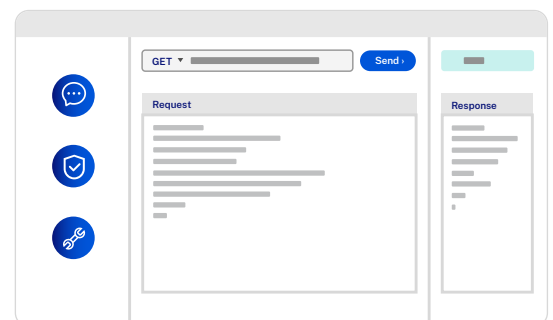 GET
Send ›
Request
Response